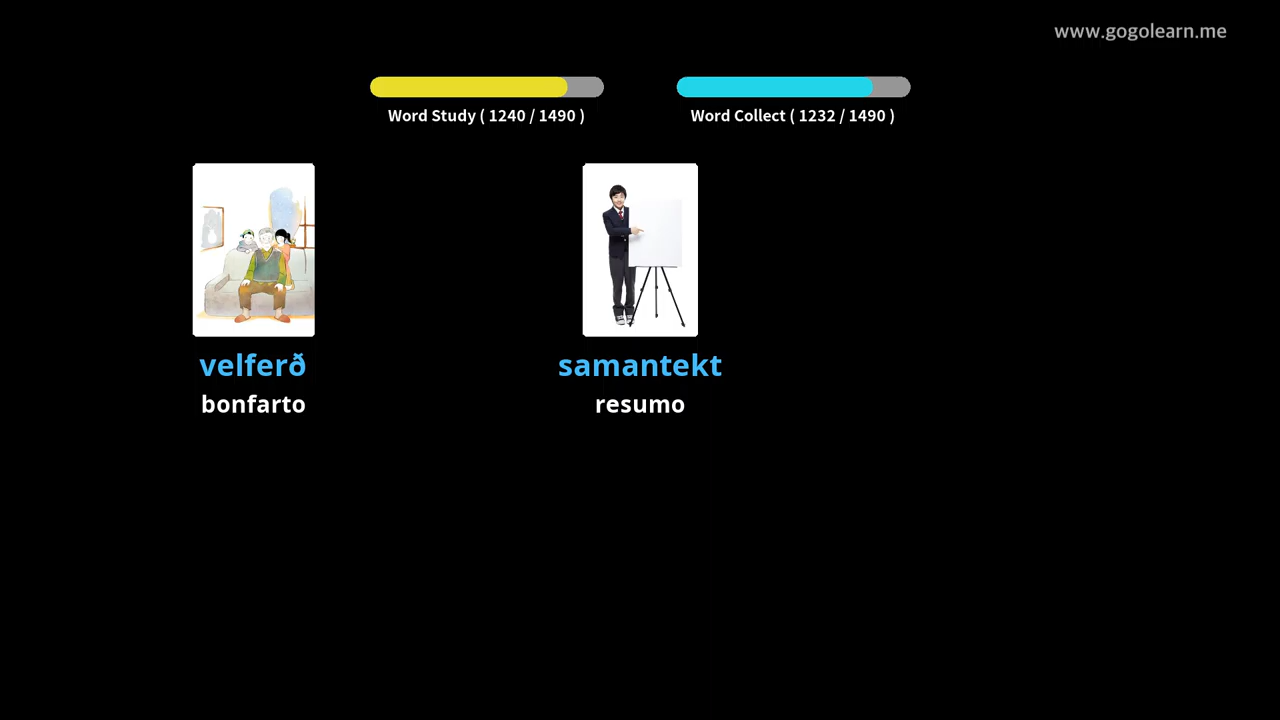 www.gogolearn.me
Word Study ( 1240 / 1490 )
Word Collect ( 1232 / 1490 )
velferð
bonfarto
samantekt
resumo